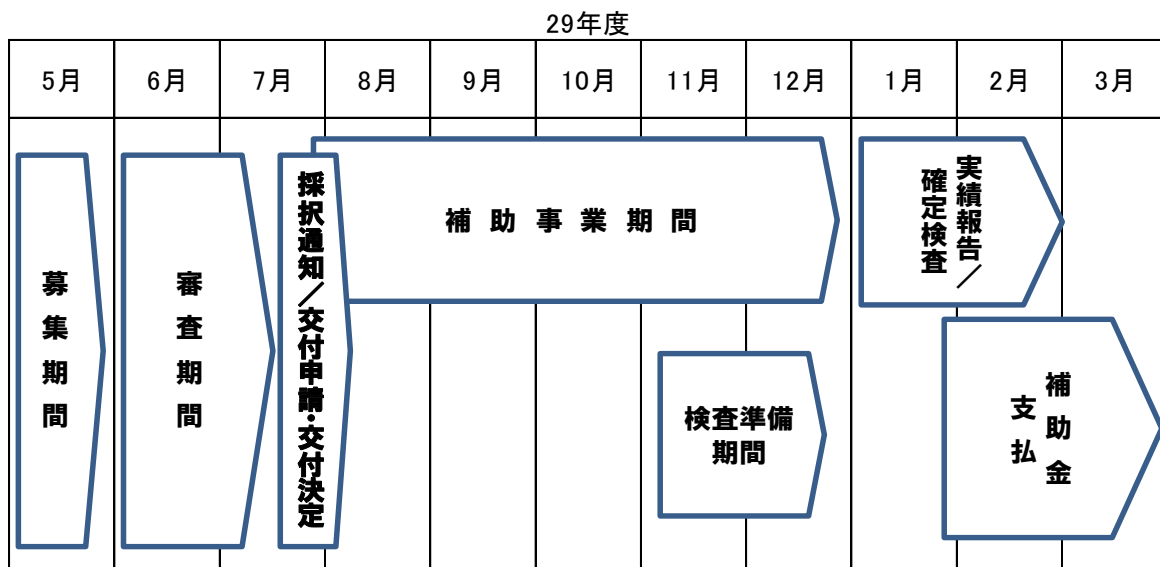 29年度
5月
6月
7月
8月
9月
10月
11月
12月
1月
2月
3月
募集期間
審査期間
採択通知／交付申請・交付決定
補助事業期間
検査準備
期間
実績報告／
確定検査
補助金
支払